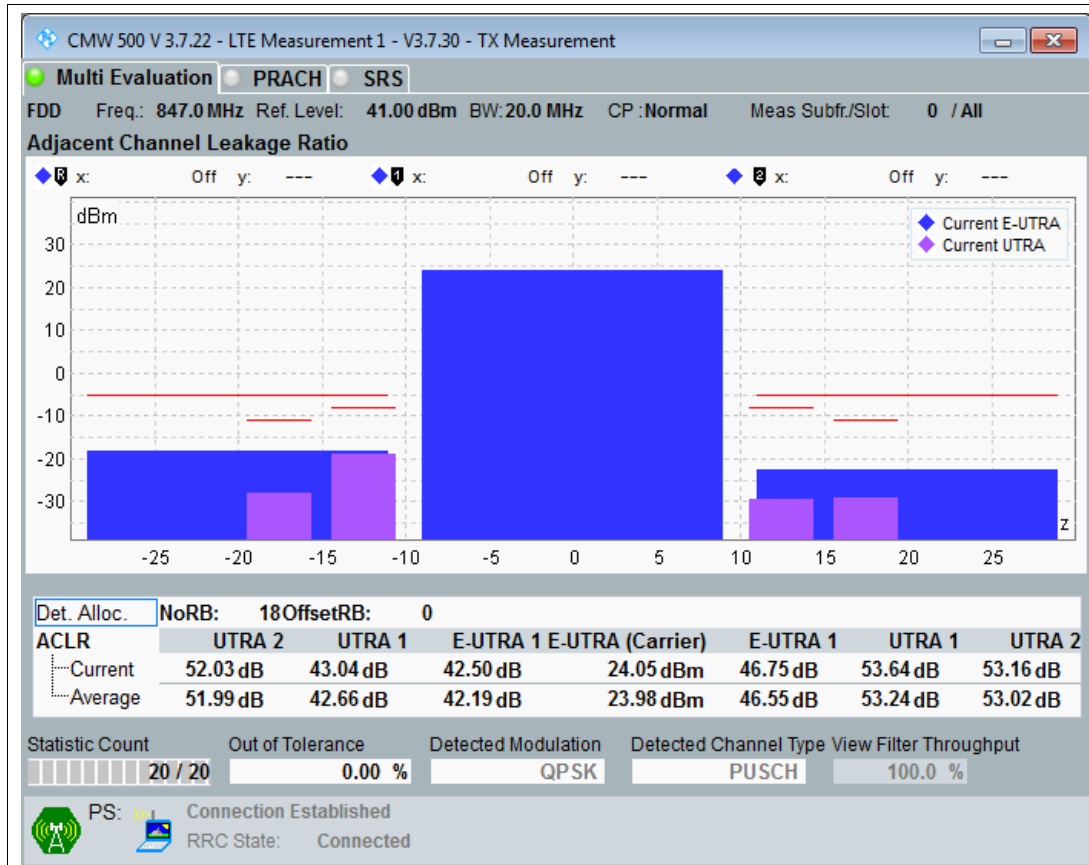 CMW 500 V 3.7.22 - LTE Measurement 1 - V3.7.30 - TX Measurement
Multi Evaluation PRACH SRS
FDD Freq.: 847.0 MHz Ref. Level: 41.00 dBm BW: 20.0 MHz CP : Normal Meas Subfr./Slot: 0 / All
Adjacent Channel Leakage Ratio
R x: Off y: --- 1 x: Off y: --- 2 x: Off y: ---
dBm
Current E-UTRA
Current UTRA
30
20
10
0
-10
-20
-30
z
-25 -20 -15 -10 -5 0 5 10 15 20 25
Det. Alloc. NoRB: 18 OffsetRB: 0
ACLR UTRA 2 UTRA 1 E-UTRA 1 E-UTRA (Carrier) E-UTRA 1 UTRA 1 UTRA 2
Current 52.03 dB 43.04 dB 42.50 dB 24.05 dBm 46.75 dB 53.64 dB 53.16 dB
Average 51.99 dB 42.66 dB 42.19 dB 23.98 dBm 46.55 dB 53.24 dB 53.02 dB
Statistic Count Out of Tolerance Detected Modulation Detected Channel Type View Filter Throughput
20 / 20 0.00 % QPSK PUSCH 100.0 %
PS: Connection Established
RRC State: Connected